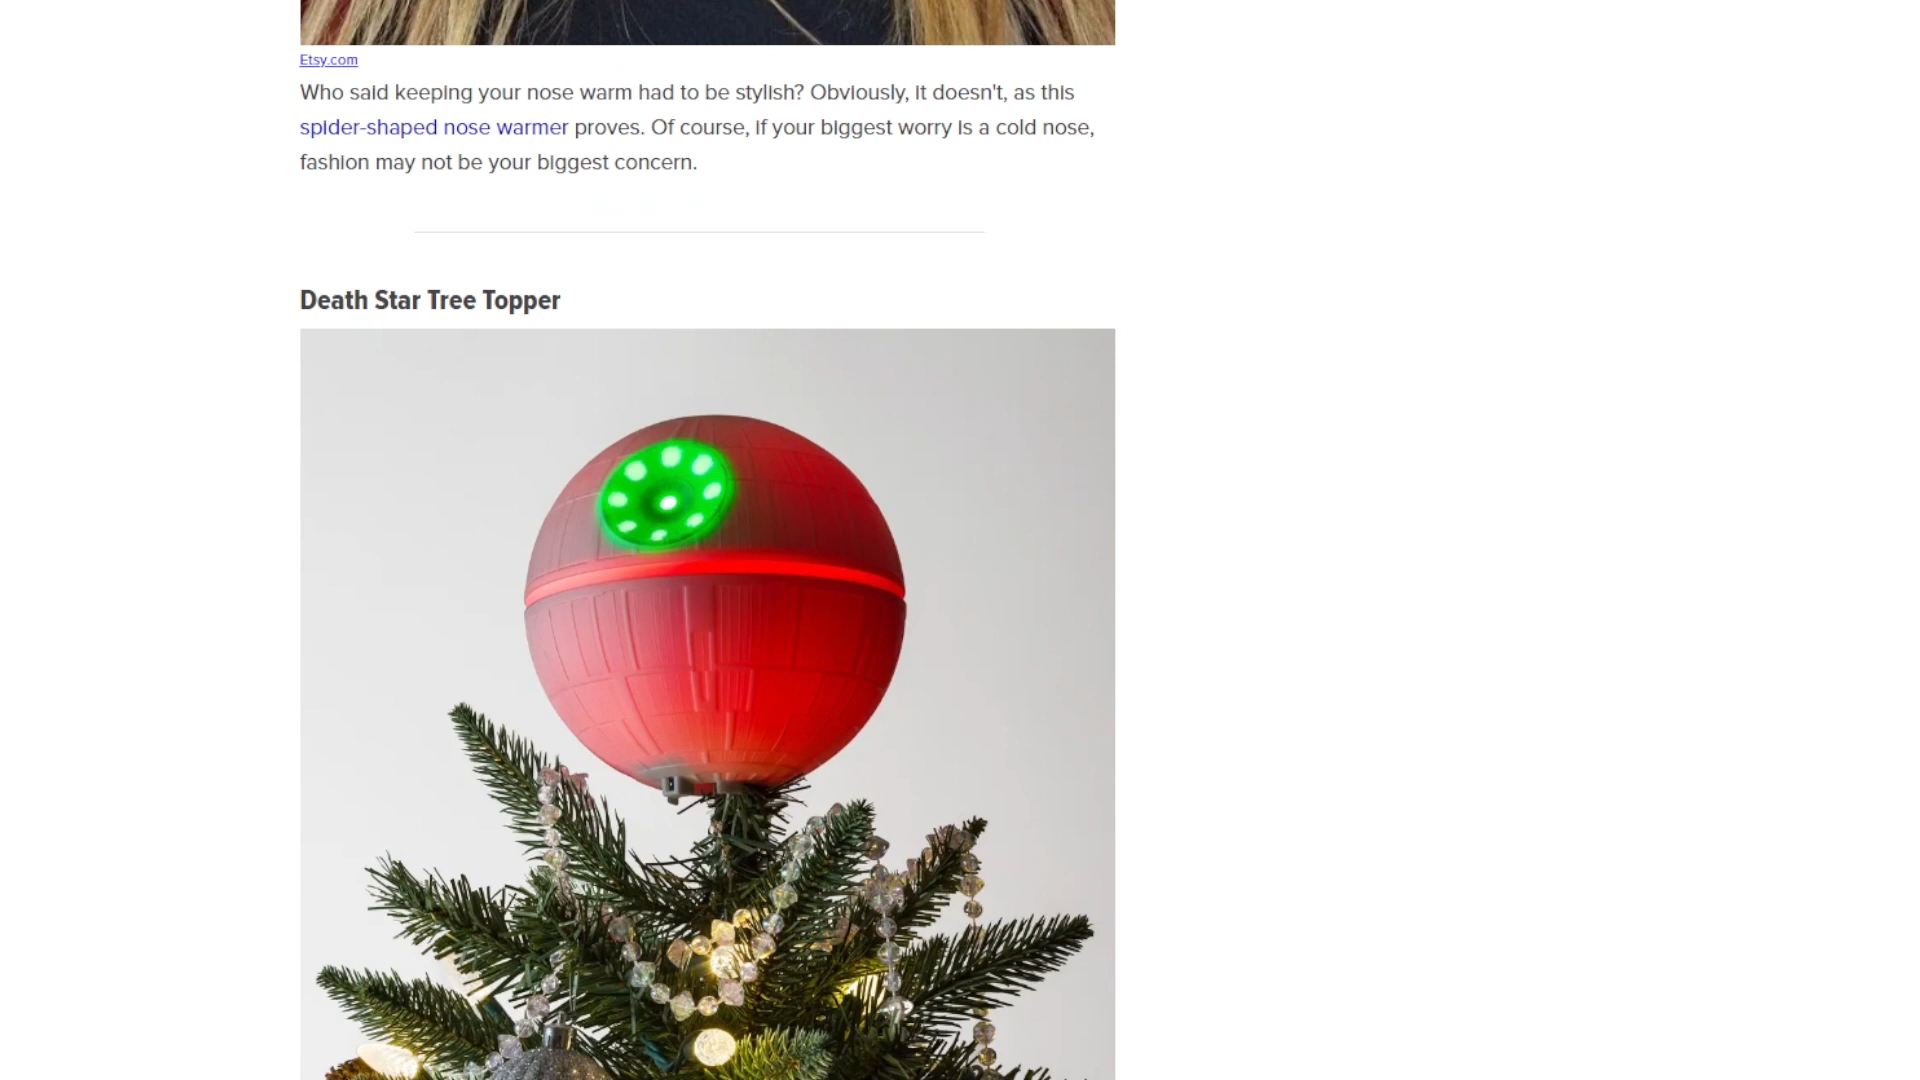 Etsy.com
Who said keeping your nose warm had to be stylish? Obviously, it doesn't, as this
spider-shaped nose warmer proves. Of course, if your biggest worry is a cold nose,
fashion may not be your biggest concern.
Death Star Tree Topper